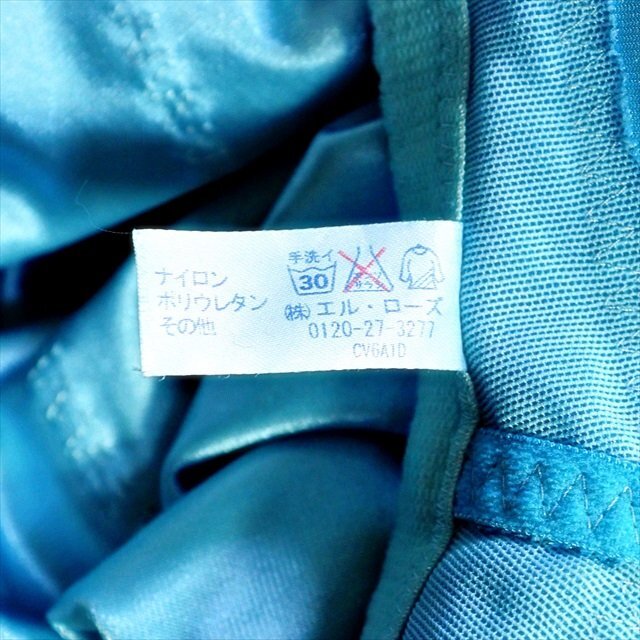 ナイロン
ポリウレタン
その他
手洗イ
30
(株)エル・ローズ
0120-27-3277
CV6A1D